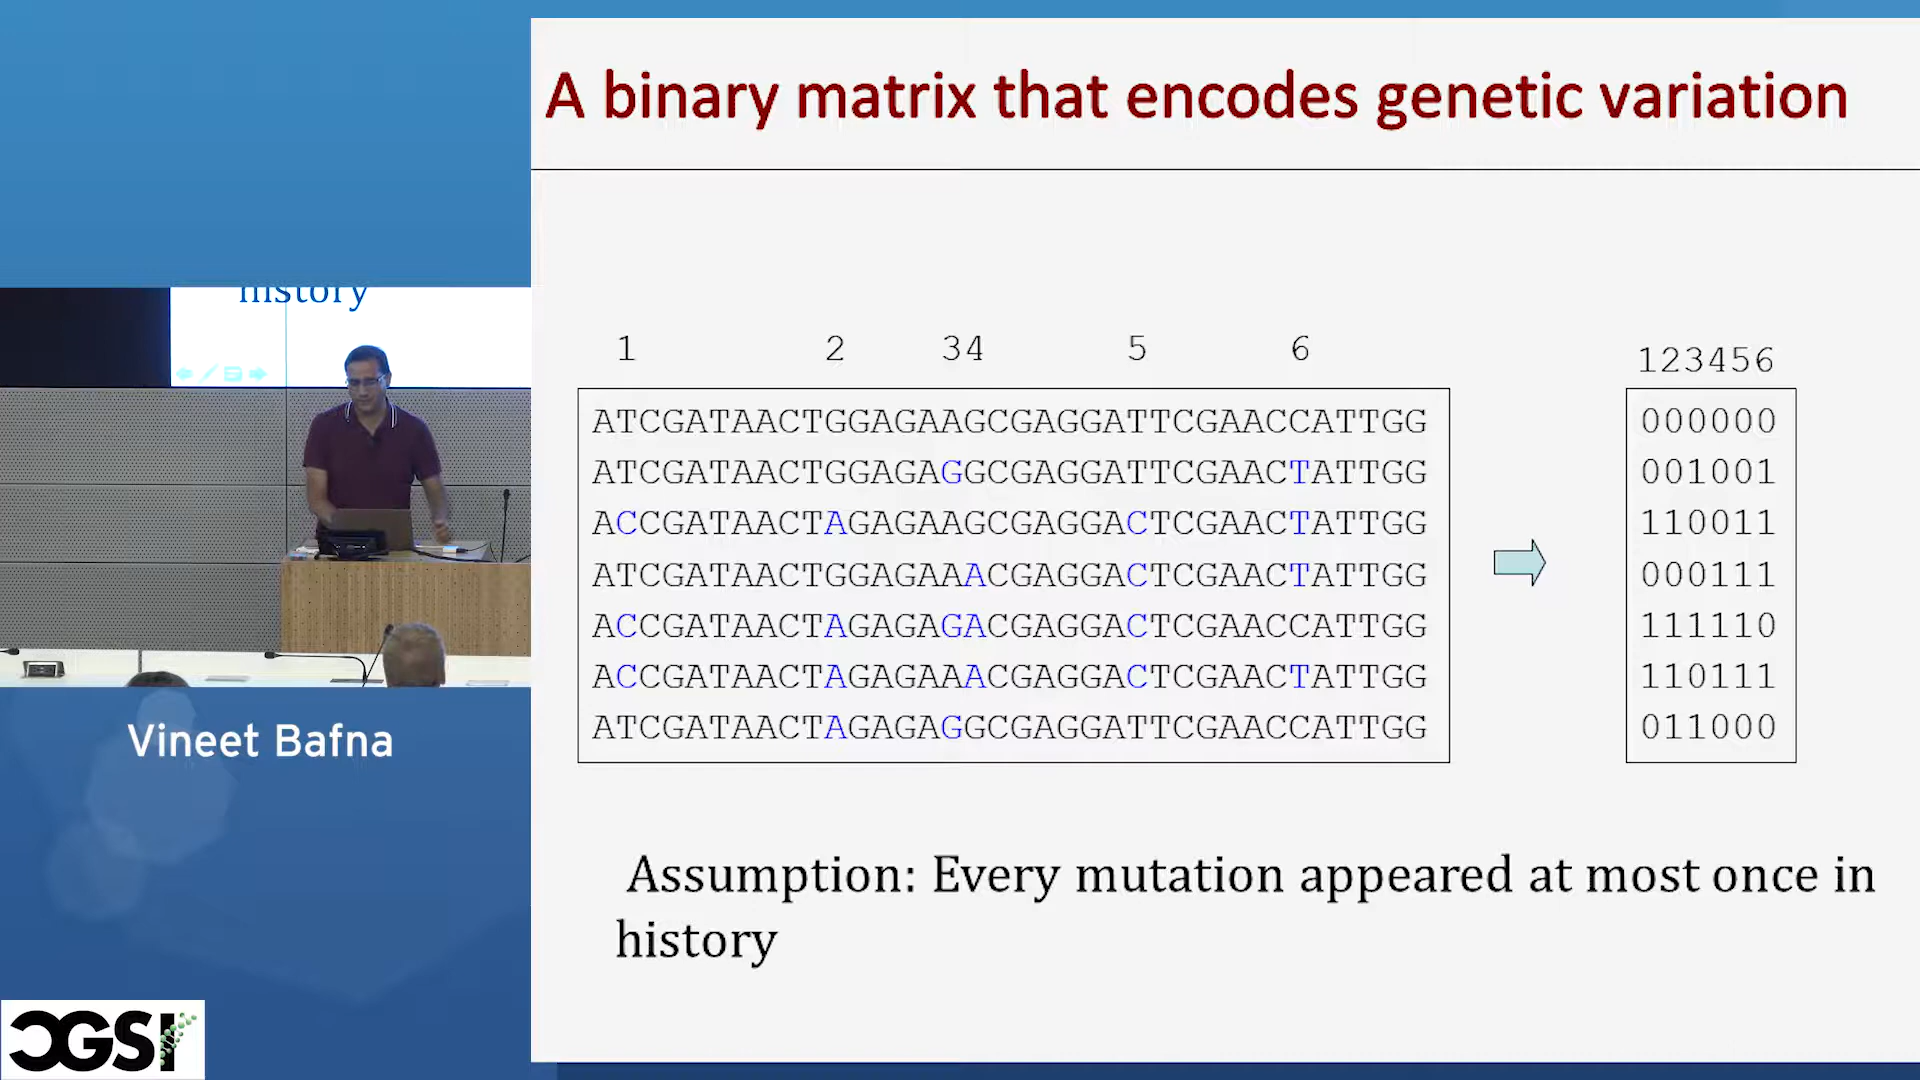 A binary matrix that encodes genetic variation
history
1 2 34 5 6
123456
ATCGATAACTGGAGAAGCGAGGATTCGAACCATTGG
000000
ATCGATAACTGGAGAGGCGAGGATTCGAACTATTGG
001001
ACCGATAACTAGAGAAGCGAGGACTCGAACTATTGG
110011
ATCGATAACTGGAGAAACGAGGACTCGAACTATTGG
000111
ACCGATAACTAGAGAGACGAGGACTCGAACCATTGG
111110
ACCGATAACTAGAGAAACGAGGACTCGAACTATTGG
110111
ATCGATAACTAGAGAGGCGAGGATTCGAACCATTGG
011000
Vineet Bafna
Assumption: Every mutation appeared at most once in
history
CGSI